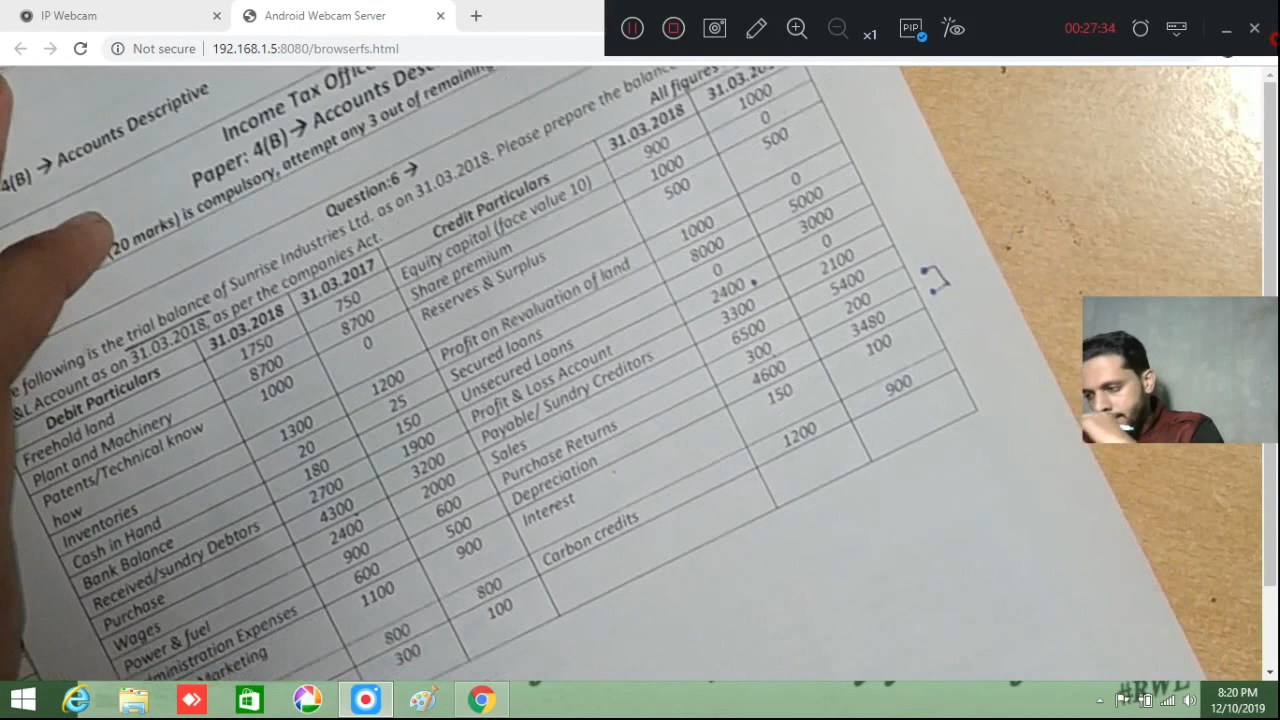 IP Webcam
Android Webcam Server
PIP
x1
00:27:34
Not secure
192.168.1.5:8080/browserfs.html
4(B) → Accounts Descriptive
Income Tax Offic
Paper: 4(B) → Accounts Des
(20 marks) is compulsory, attempt any 3 out of remaining
Question:6 →
following is the trial balance of Sunrise Industries Ltd. as on 31.03.2018. Please prepare the balance
&L Account as on 31.03.2018, as per the companies Act.
All figures
Debit Particulars 31.03.2018 31.03.2017 Credit Particulars 31.03.2018
Freehold land 1750 750 Equity capital (face value 10) 900 1000
Plant and Machinery 8700 8700 Share premium 1000 0
Patents/Technical know how 1000 0 Reserves & Surplus 500 500
Inventories 1300 1200 Profit on Revaluation of land 1000 0
Cash in Hand 20 25 Secured loans 8000 5000
Bank Balance 180 150 Unsecured Loans 0 3000
Received/sundry Debtors 2700 1900 Profit & Loss Account 2400 0
Purchase 4300 3200 Payable/ Sundry Creditors 3300 2100
Wages 2400 2000 Sales 6500 5400
Power & fuel 900 600 Purchase Returns 300 200
ministration Expenses 600 500 Depreciation 4600 3480
Marketing 1100 900 Interest 150 100
800 800 Carbon credits 1200 900
300 100
#RWL
8:20 PM
12/10/2019